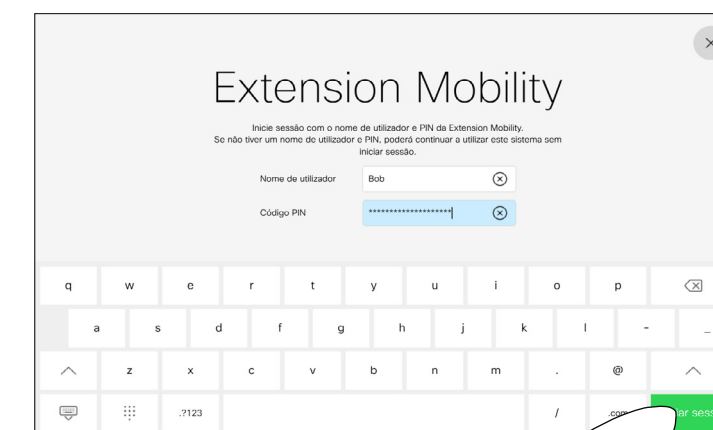 Extension Mobility
Inicie sessão com o nome de utilizador e PIN da Extension Mobility.
Se não tiver um nome de utilizador e PIN, poderá continuar a utilizar este sistema sem
iniciar sessão.
Nome de utilizador Bob
Código PIN ********************
q w e r t y u i o p
a s d f g h j k l - _
z x c v b n m . @
.?123 / .com